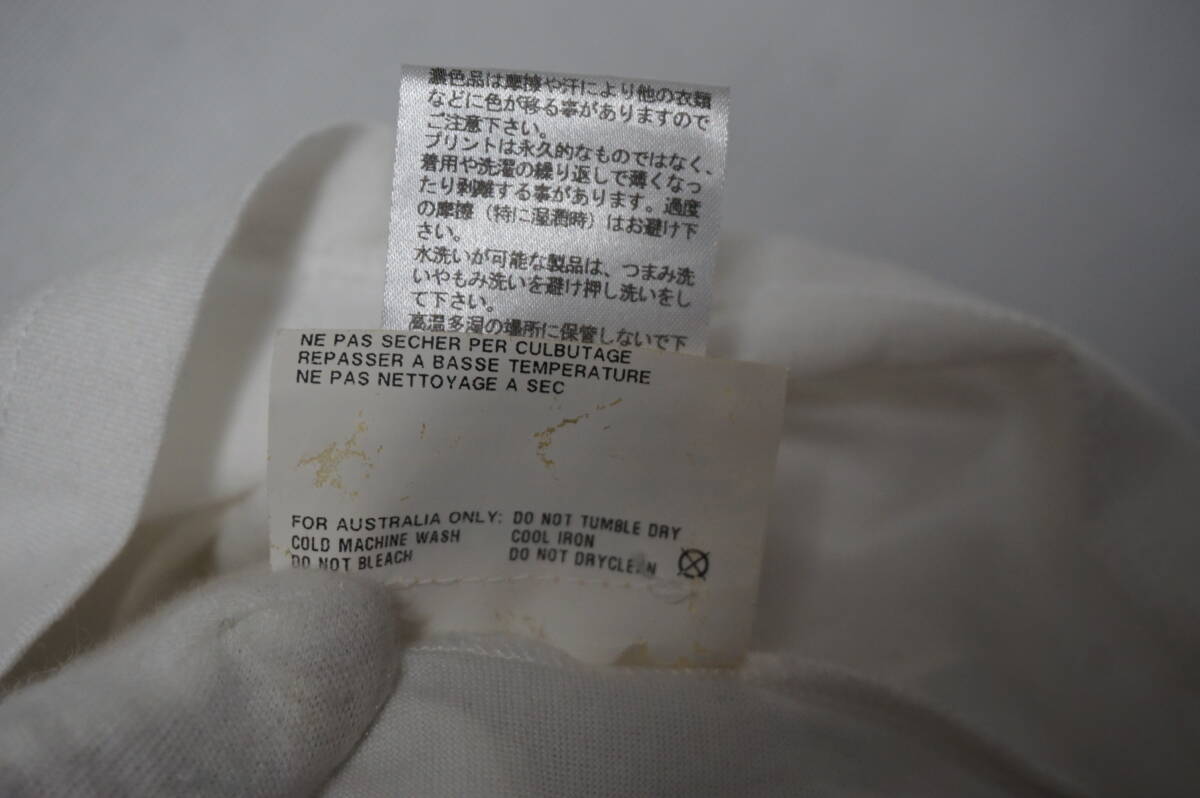 濃色品は摩擦や汗により他の衣類
などに色が移る事がありますので
ご注意下さい。
プリントは永久的なものではなく、
着用や洗濯の繰り返しで薄くなっ
たり剥離する事があります。過度
の摩擦（特に湿潤時）はお避け下
さい。
水洗いが可能な製品は、つまみ洗
いやもみ洗いを避け押し洗いをし
て下さい。
高温多湿の場所に保管しないで下
NE PAS SECHER PER CULBUTAGE
REPASSER A BASSE TEMPERATURE
NE PAS NETTOYAGE A SEC
FOR AUSTRALIA ONLY: DO NOT TUMBLE DRY
COLD MACHINE WASH COOL IRON
DO NOT BLEACH DO NOT DRYCLEAN